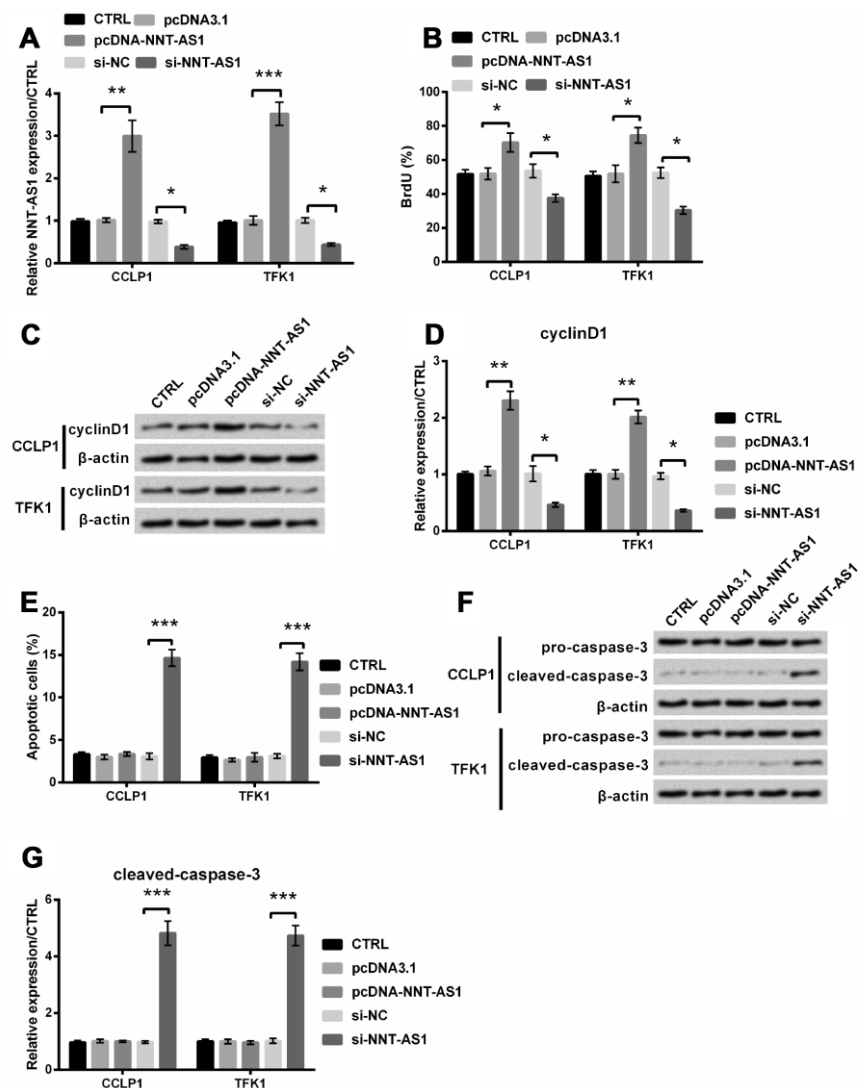 A
CTRL pcDNA3.1
pcDNA-NNT-AS1
si-NC si-NNT-AS1
Relative NNT-AS1 expression/CTRL
4
3
2
1
0
** * *** *
CCLP1 TFK1
B
CTRL pcDNA3.1
pcDNA-NNT-AS1
si-NC si-NNT-AS1
BrdU (%)
100
80
60
40
20
0
* * * *
CCLP1 TFK1
C
CTRL pcDNA3.1 pcDNA-NNT-AS1 si-NC si-NNT-AS1
CCLP1
cyclinD1
β-actin
TFK1
cyclinD1
β-actin
D
cyclinD1
Relative expression/CTRL
3
2
1
0
** * ** *
CCLP1 TFK1
CTRL
pcDNA3.1
pcDNA-NNT-AS1
si-NC
si-NNT-AS1
E
Apoptotic cells (%)
20
15
10
5
0
*** ***
CCLP1 TFK1
CTRL
pcDNA3.1
pcDNA-NNT-AS1
si-NC
si-NNT-AS1
F
CTRL pcDNA3.1 pcDNA-NNT-AS1 si-NC si-NNT-AS1
CCLP1
pro-caspase-3
cleaved-caspase-3
β-actin
TFK1
pro-caspase-3
cleaved-caspase-3
β-actin
G
cleaved-caspase-3
Relative expression/CTRL
6
4
2
0
*** ***
CCLP1 TFK1
CTRL
pcDNA3.1
pcDNA-NNT-AS1
si-NC
si-NNT-AS1